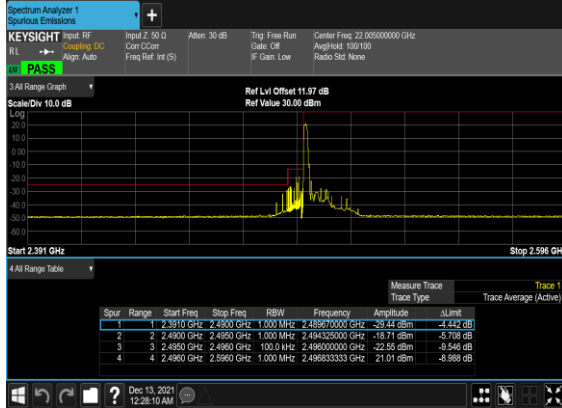 Spectrum Analyzer 1
Spurious Emissions
+
KEYSIGHT Input: RF Input Z: 50 Ω Atten: 30 dB Trig: Free Run Center Freq: 22.005000000 GHz
RL Coupling: DC Corr CCorr Gate: Off Avg|Hold: 100/100
Align: Auto Freq Ref: Int (S) IF Gain: Low Radio Std: None
PASS
3 All Range Graph
Ref Lvl Offset 11.97 dB
Scale/Div 10.0 dB Ref Value 30.00 dBm
Log
20.0
10.0
0.00
-10.0
-20.0
-30.0
-40.0
-50.0
-60.0
Start 2.391 GHz Stop 2.596 GH
4 All Range Table
Measure Trace Trace 1
Trace Type Trace Average (Active)
Spur Range Start Freq Stop Freq RBW Frequency Amplitude ΔLimit
1 1 2.3910 GHz 2.4900 GHz 1.000 MHz 2.489670000 GHz -29.44 dBm -4.442 dB
2 2 2.4900 GHz 2.4950 GHz 1.000 MHz 2.494325000 GHz -18.71 dBm -5.708 dB
3 3 2.4950 GHz 2.4960 GHz 100.0 kHz 2.496000000 GHz -22.55 dBm -9.546 dB
4 4 2.4960 GHz 2.5960 GHz 1.000 MHz 2.496833333 GHz 21.01 dBm -8.988 dB
? Dec 13, 2021
12:28:10 AM